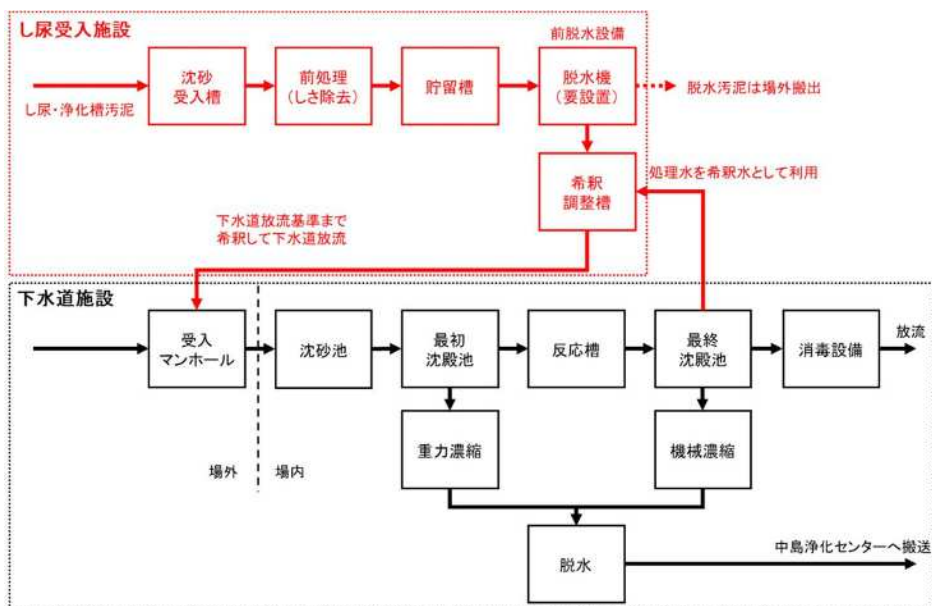 し尿受入施設
前脱水設備
沈砂
受入槽
前処理
(しさ除去)
貯留槽
脱水機
(要設置)
脱水汚泥は場外搬出
し尿・浄化槽汚泥
処理水を希釈水として利用
希釈
調整槽
下水道放流基準まで
希釈して下水道放流
下水道施設
受入
マンホール
沈砂池
最初
沈殿池
反応槽
最終
沈殿池
消毒設備
放流
重力濃縮
機械濃縮
場外
場内
中島浄化センターへ搬送
脱水